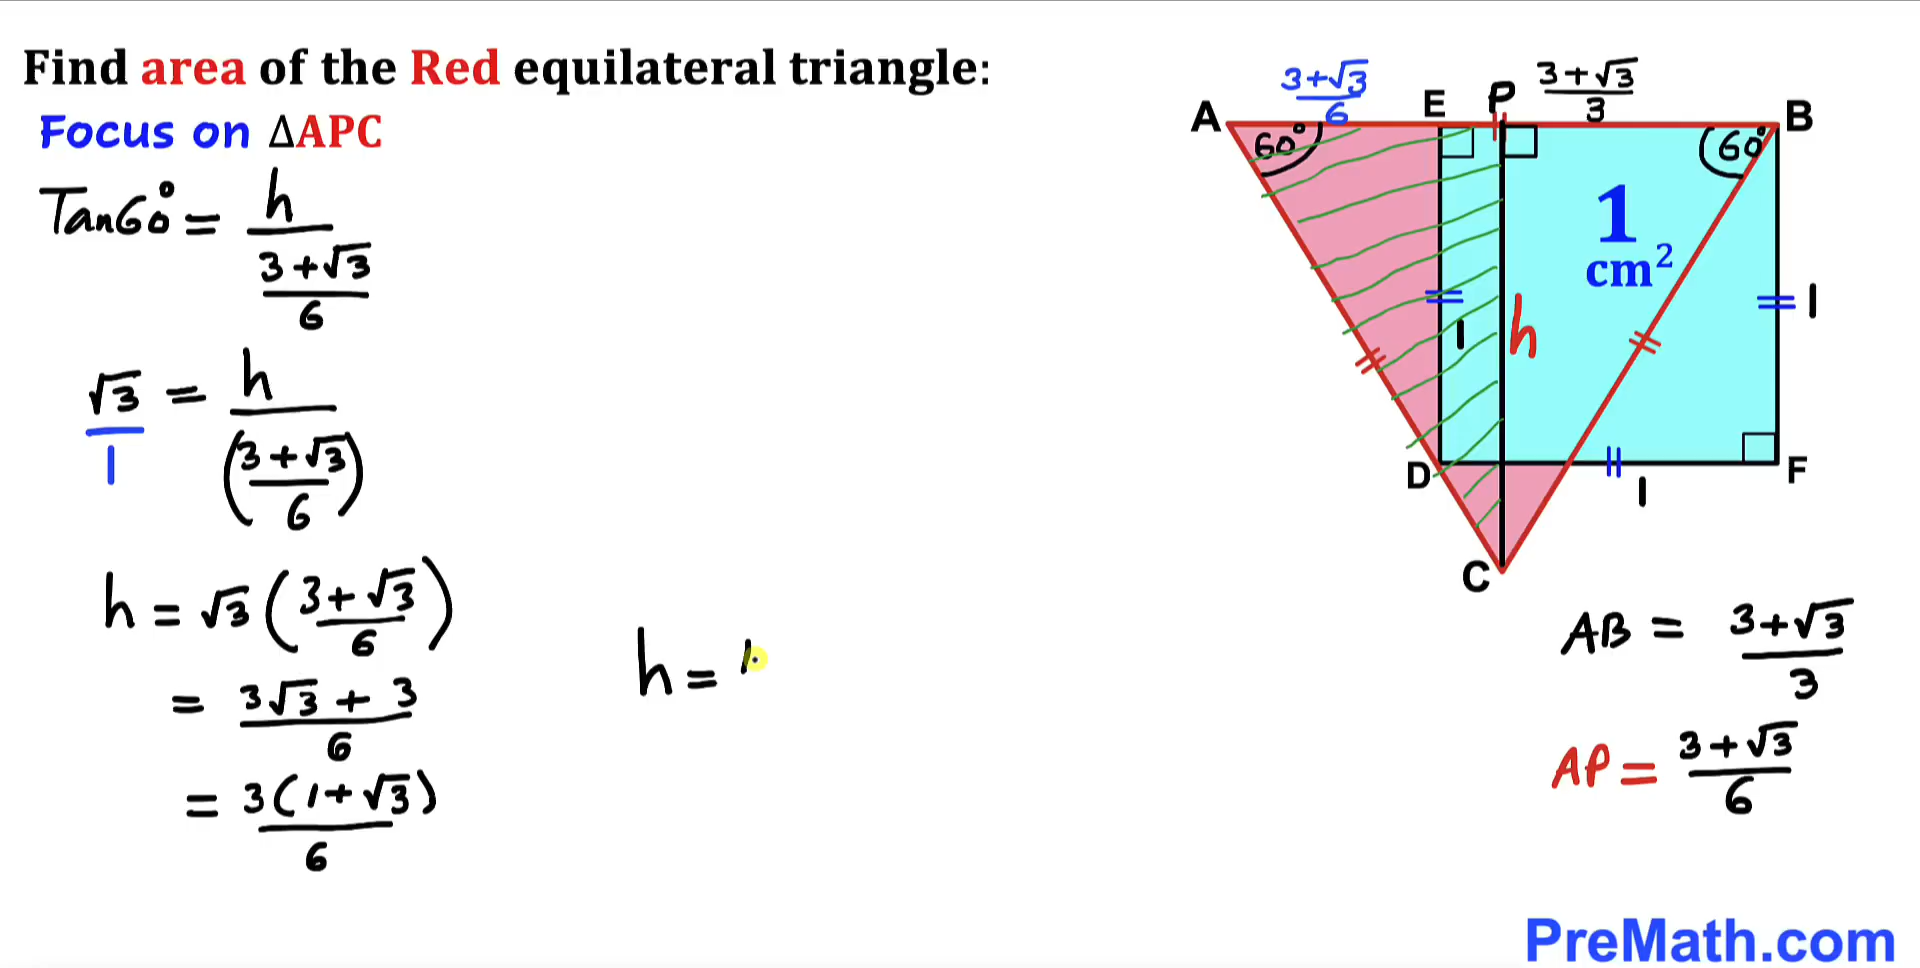 Find area of the Red equilateral triangle:
Focus on △APC
Tan60° = h / (3+√3 / 6)
√3 / 1 = h / (3+√3 / 6)
h = √3 (3+√3 / 6)
= 3√3 + 3 / 6
= 3(1+√3) / 6
h =
3+√3 / 6
3+√3 / 3
A
E
P
B
60°
60°
1
cm²
1
h
1
D
F
1
C
AB = 3+√3 / 3
AP = 3+√3 / 6
PreMath.com